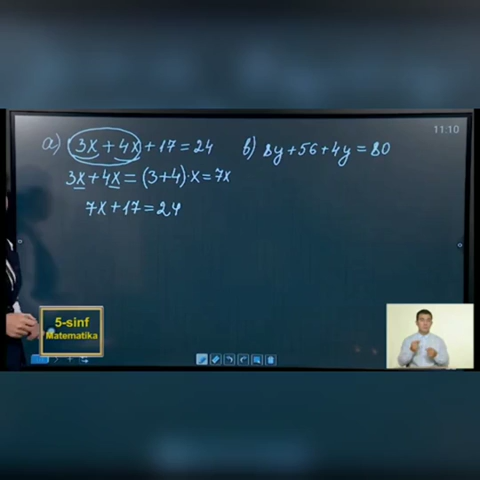 11:10
a) 3x + 4x + 17 = 24
b) 8y + 56 + 4y = 80
3x + 4x = (3 + 4) · x = 7x
7x + 17 = 24
5-sinf
Matematika